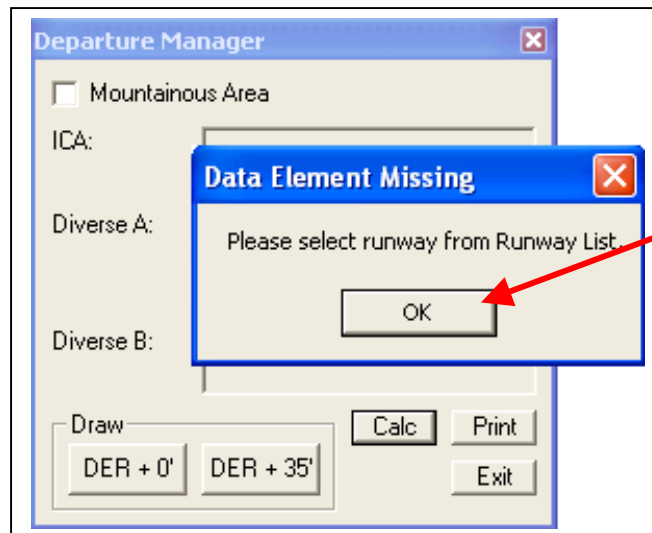 Departure Manager
Mountainous Area
ICA:
Data Element Missing
Diverse A:
Please select runway from Runway List.
OK
Diverse B:
Draw
Calc
Print
DER + 0'
DER + 35'
Exit